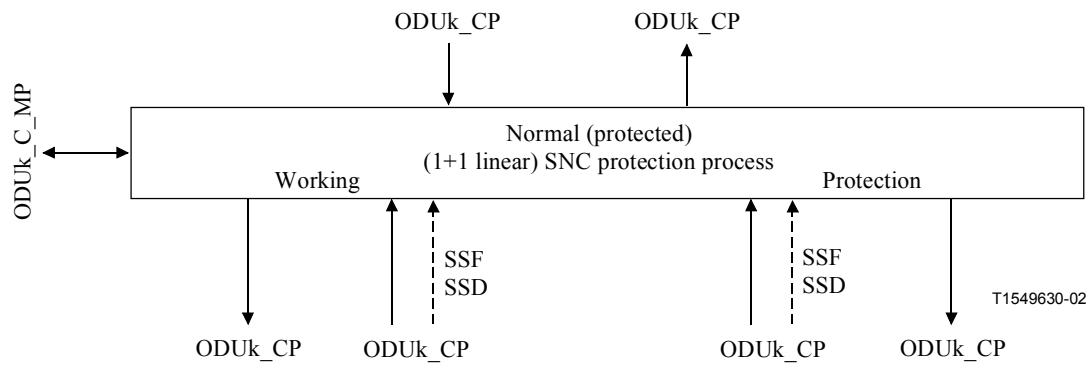 ODUk_CP
ODUk_CP
ODUk_C_MP
Normal (protected)
(1+1 linear) SNC protection process
Working
Protection
SSF
SSD
SSF
SSD
T1549630-02
ODUk_CP
ODUk_CP
ODUk_CP
ODUk_CP